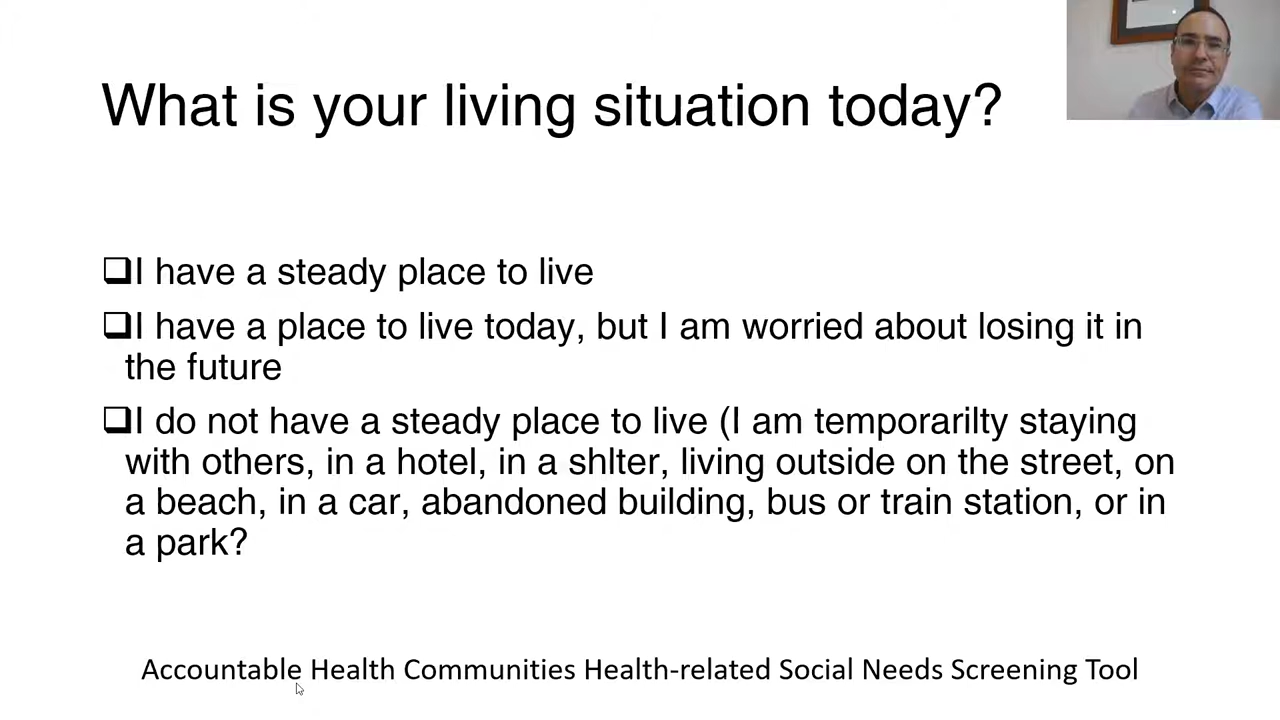 What is your living situation today?
❑I have a steady place to live
❑I have a place to live today, but I am worried about losing it in
the future
❑I do not have a steady place to live (I am temporarilty staying
with others, in a hotel, in a shlter, living outside on the street, on
a beach, in a car, abandoned building, bus or train station, or in
a park?
Accountable Health Communities Health-related Social Needs Screening Tool